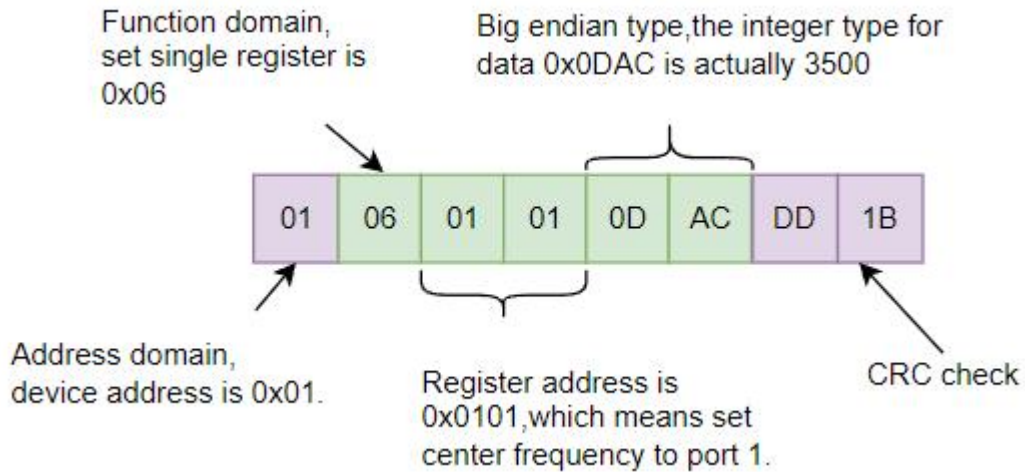 Function domain,
set single register is
0x06
Big endian type,the integer type for
data 0x0DAC is actually 3500
01 06 01 01 0D AC DD 1B
Address domain,
device address is 0x01.
Register address is
0x0101,which means set
center frequency to port 1.
CRC check